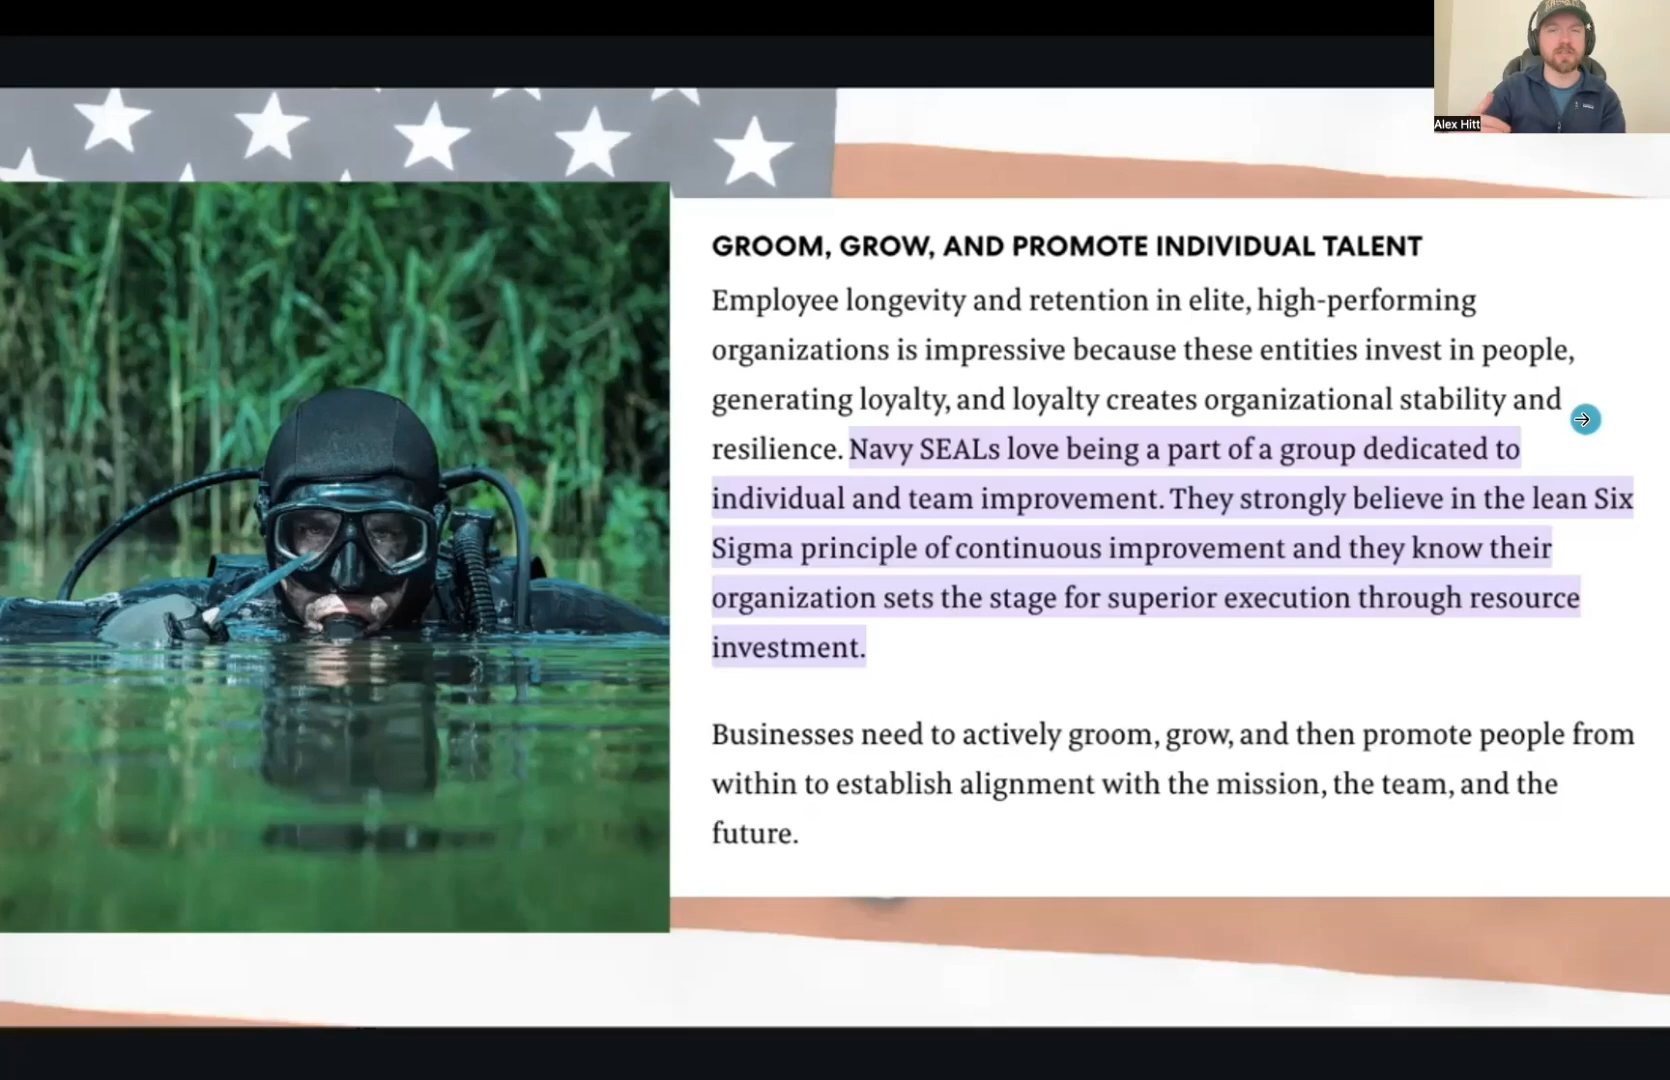 Alex Hitt
GROOM, GROW, AND PROMOTE INDIVIDUAL TALENT
Employee longevity and retention in elite, high-performing
organizations is impressive because these entities invest in people,
generating loyalty, and loyalty creates organizational stability and
resilience. Navy SEALs love being a part of a group dedicated to
individual and team improvement. They strongly believe in the lean Six
Sigma principle of continuous improvement and they know their
organization sets the stage for superior execution through resource
investment.
Businesses need to actively groom, grow, and then promote people from
within to establish alignment with the mission, the team, and the
future.